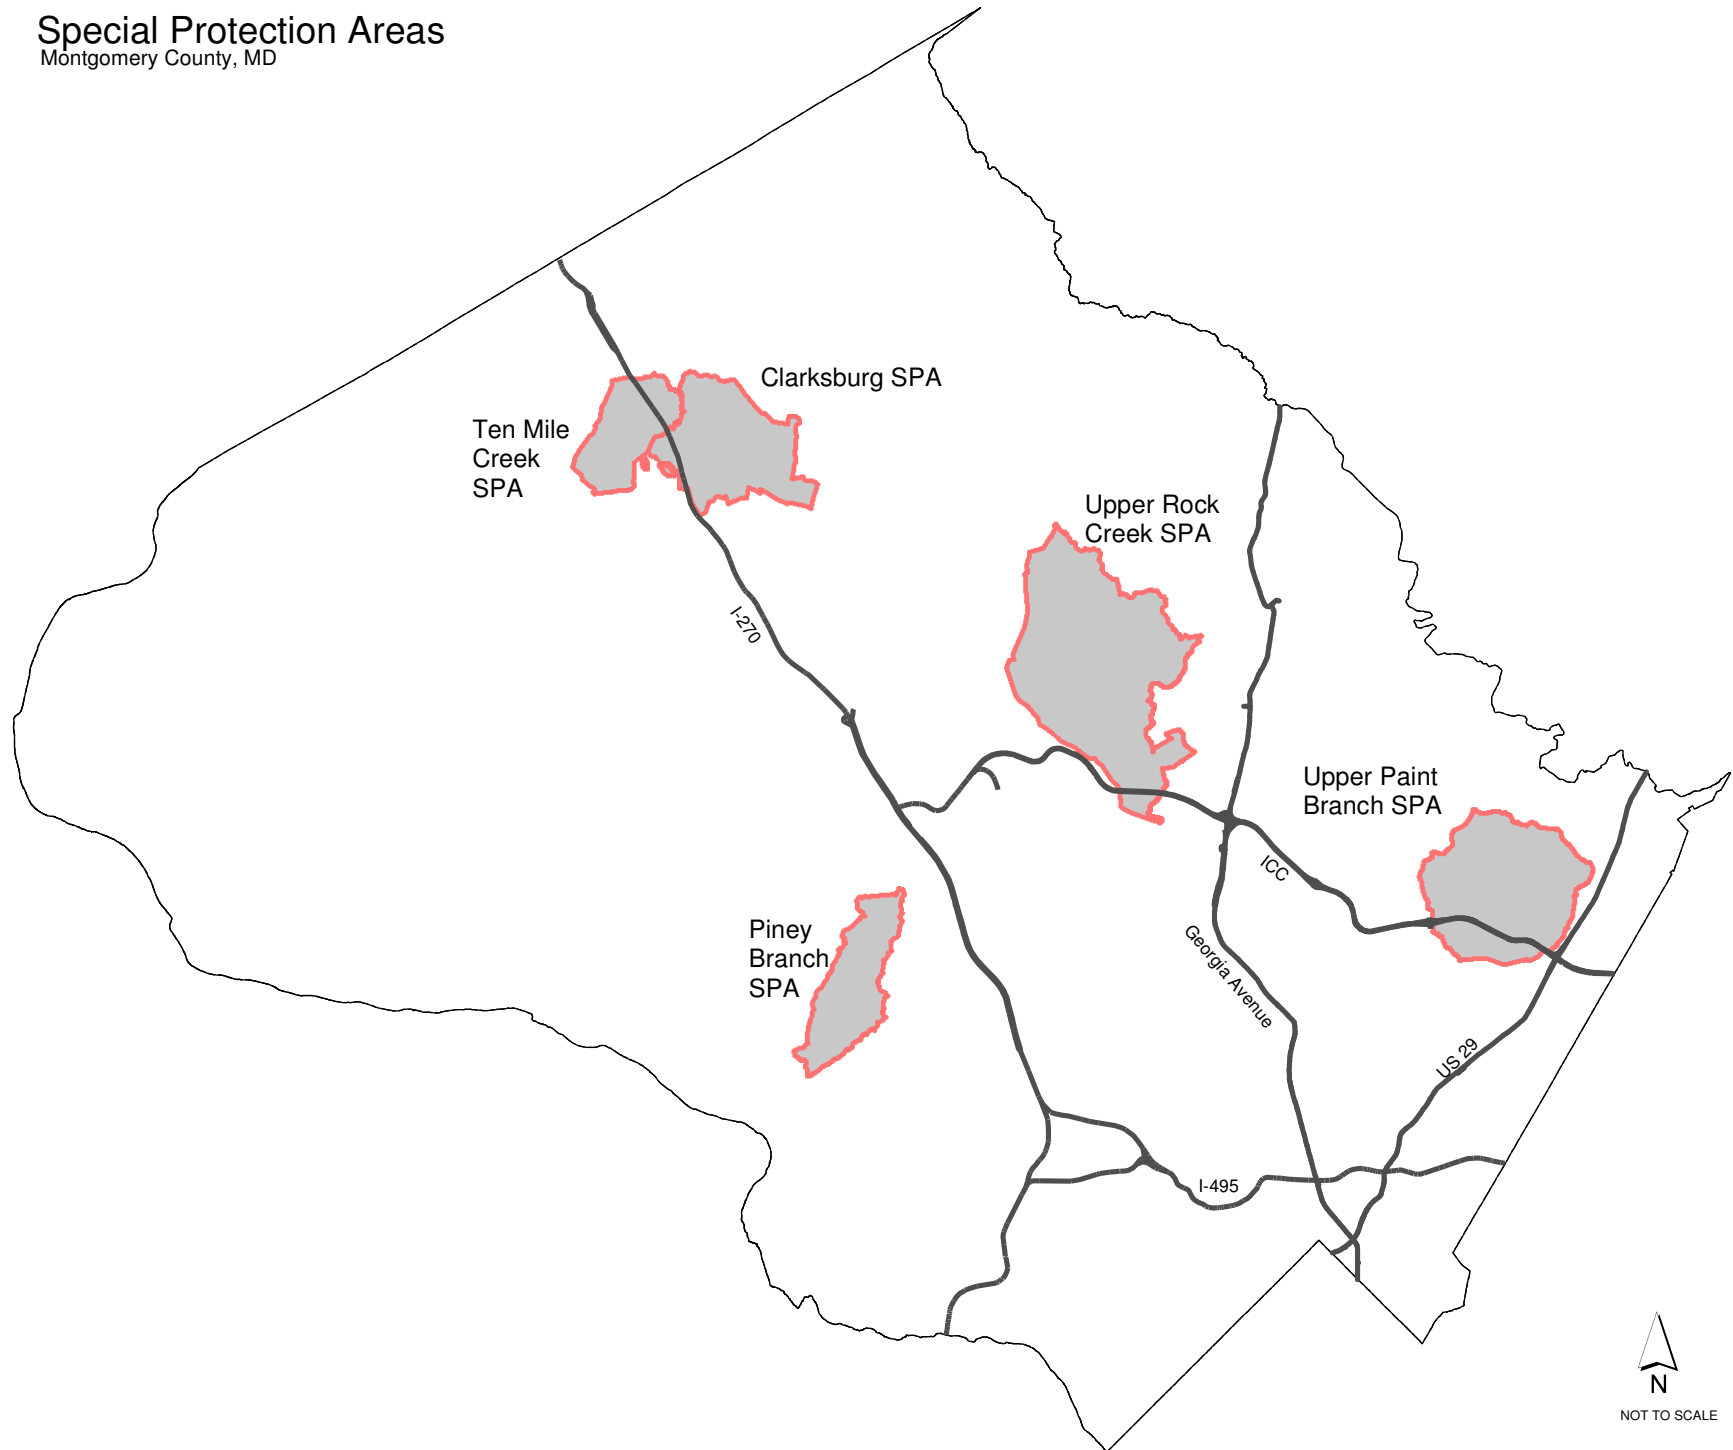 Special Protection Areas
Montgomery County, MD
Clarksburg SPA
Ten Mile
Creek
SPA
Upper Rock
Creek SPA
I-270
Upper Paint
Branch SPA
ICC
Piney
Branch
SPA
Georgia Avenue
US 29
I-495
N
NOT TO SCALE